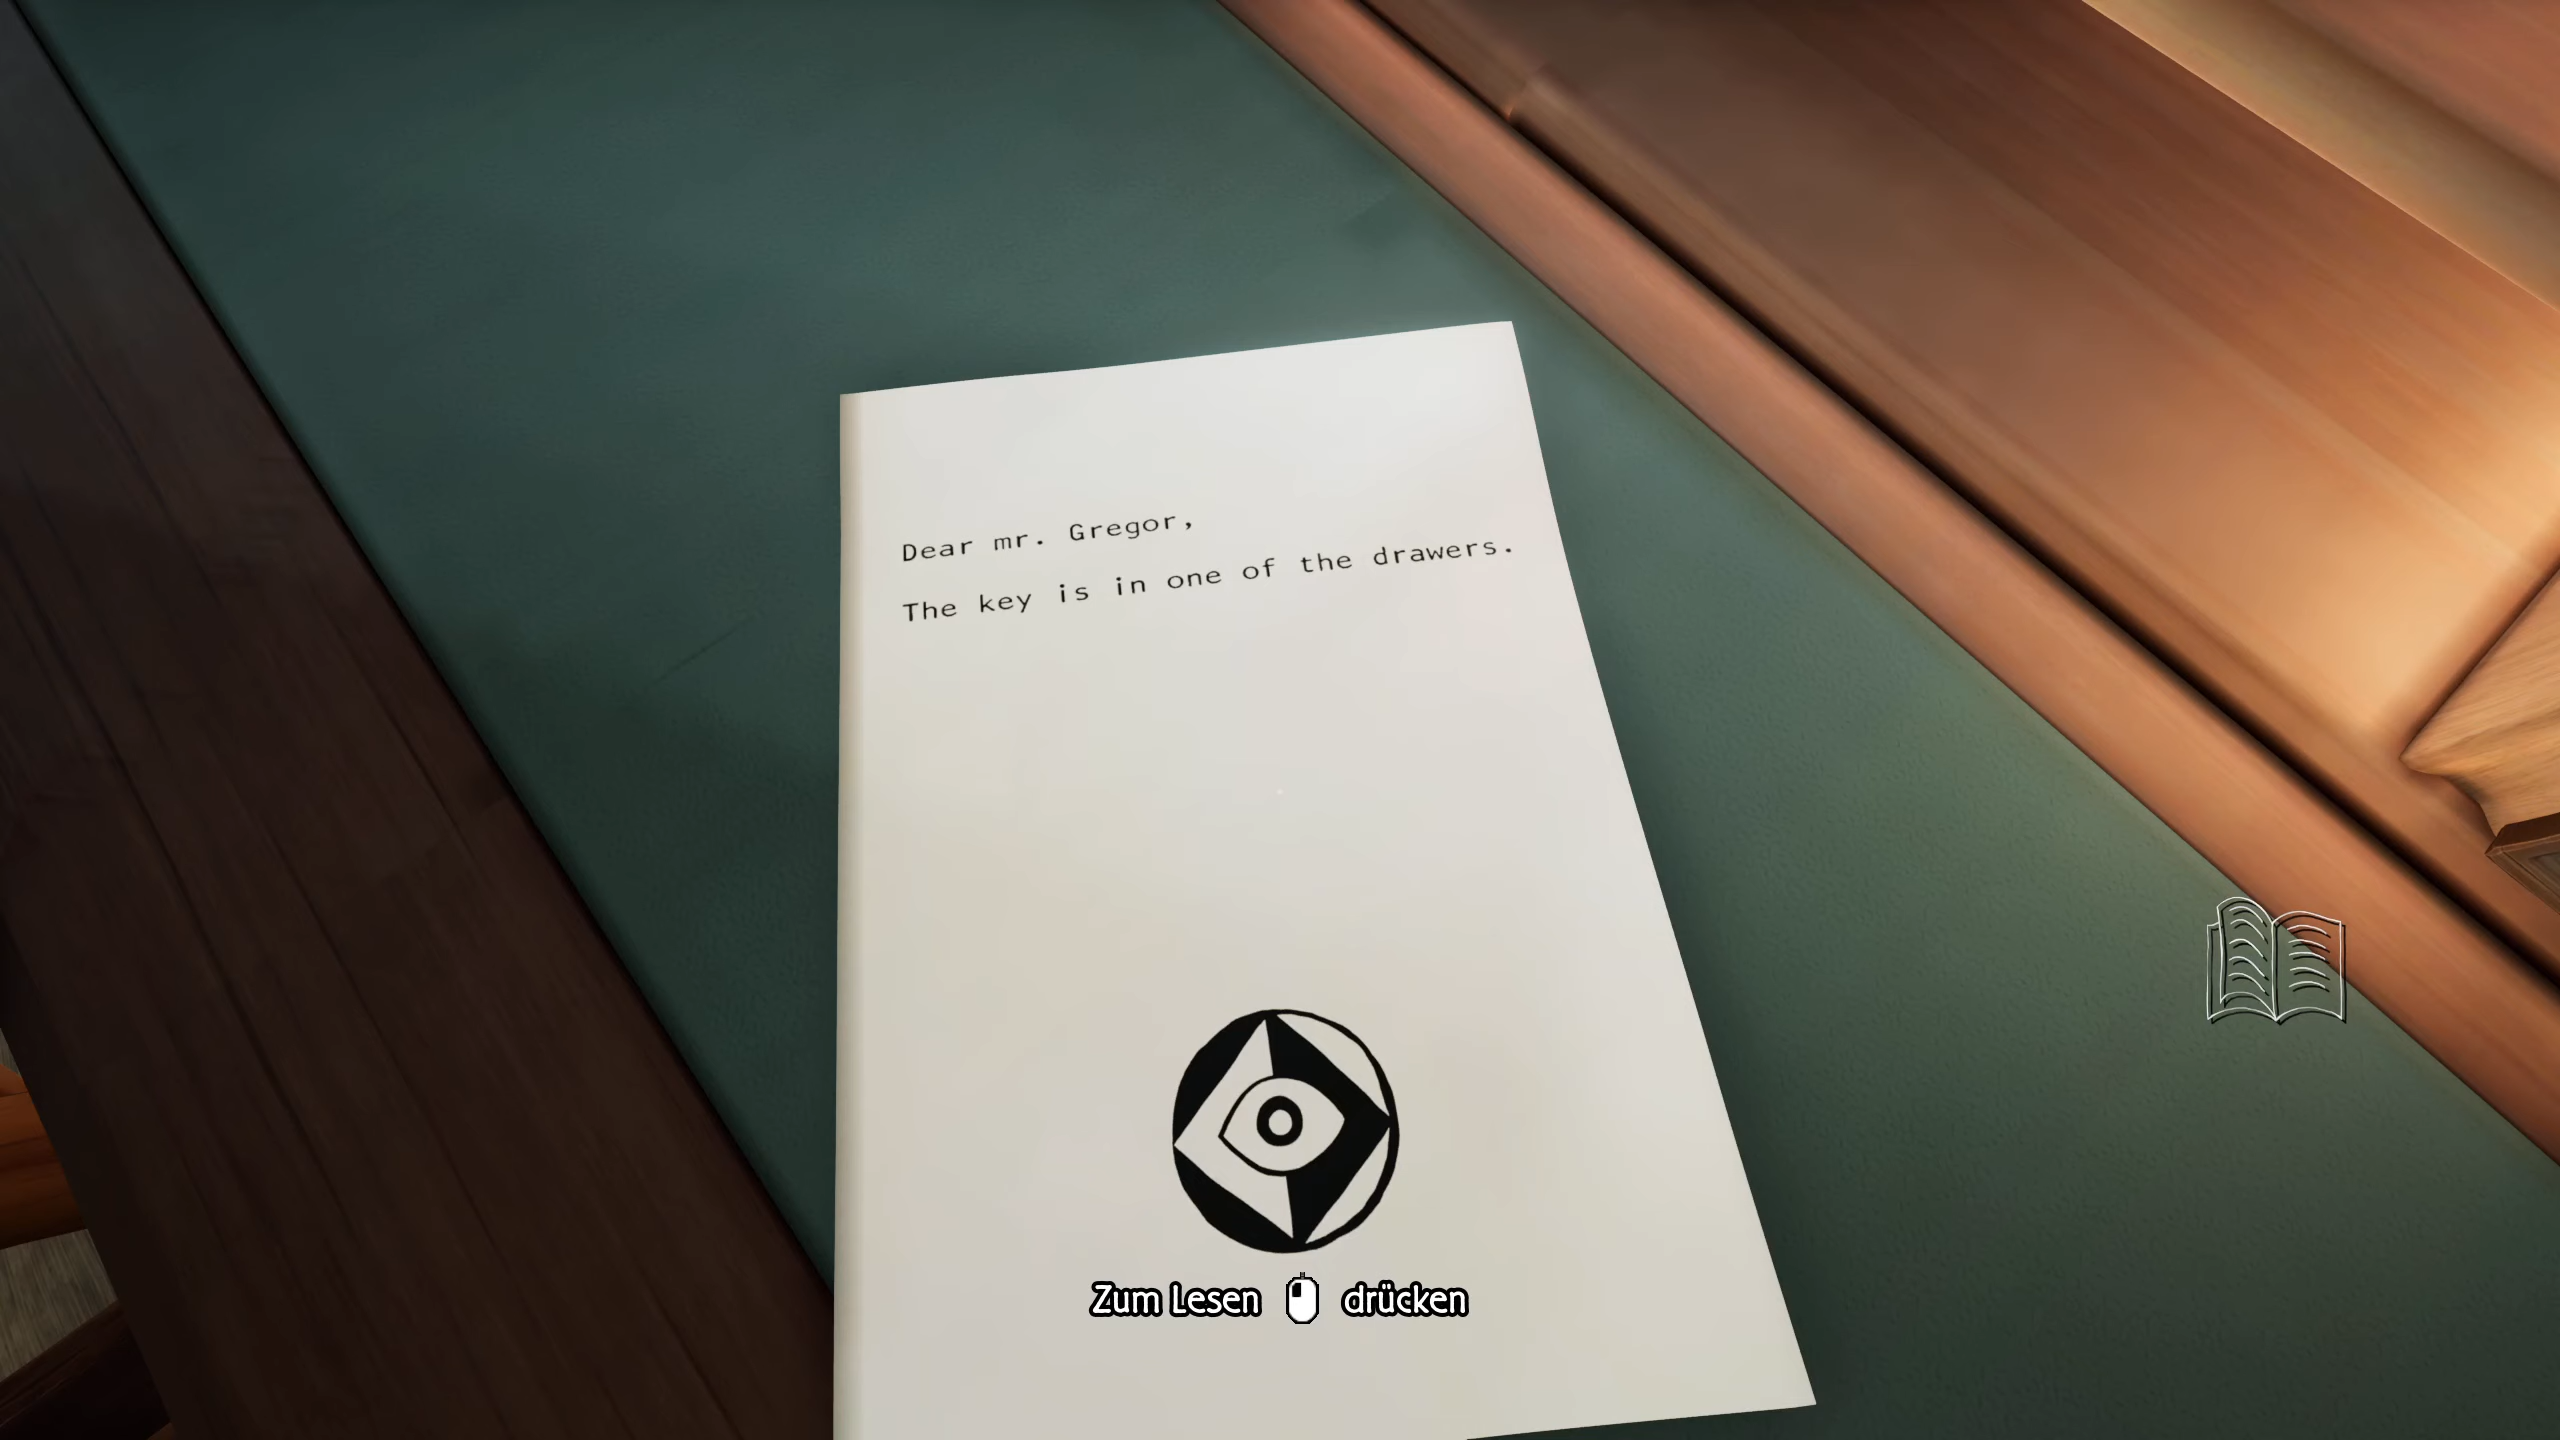 Dear mr. Gregor,
The key is in one of the drawers.
Zum Lesen drücken